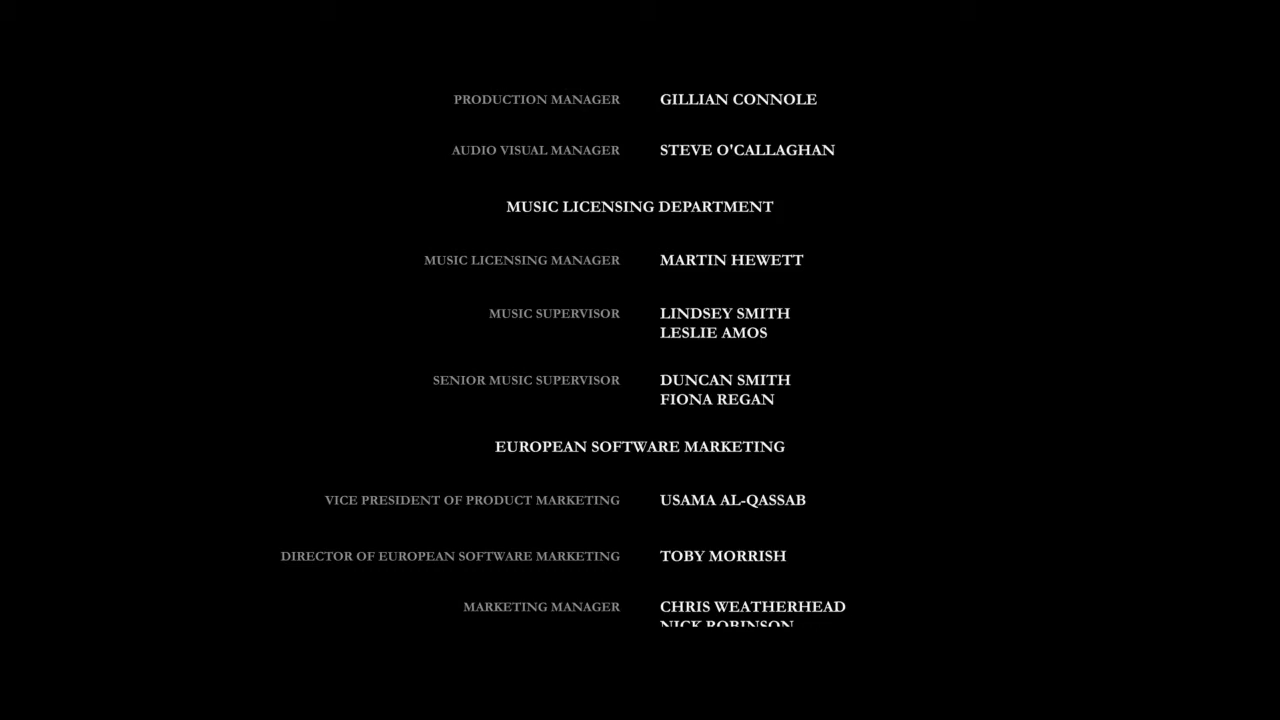 PRODUCTION MANAGER GILLIAN CONNOLE
AUDIO VISUAL MANAGER STEVE O'CALLAGHAN
MUSIC LICENSING DEPARTMENT
MUSIC LICENSING MANAGER MARTIN HEWETT
MUSIC SUPERVISOR LINDSEY SMITH
LESLIE AMOS
SENIOR MUSIC SUPERVISOR DUNCAN SMITH
FIONA REGAN
EUROPEAN SOFTWARE MARKETING
VICE PRESIDENT OF PRODUCT MARKETING USAMA AL-QASSAB
DIRECTOR OF EUROPEAN SOFTWARE MARKETING TOBY MORRISH
MARKETING MANAGER CHRIS WEATHERHEAD
NICK ROBINSON